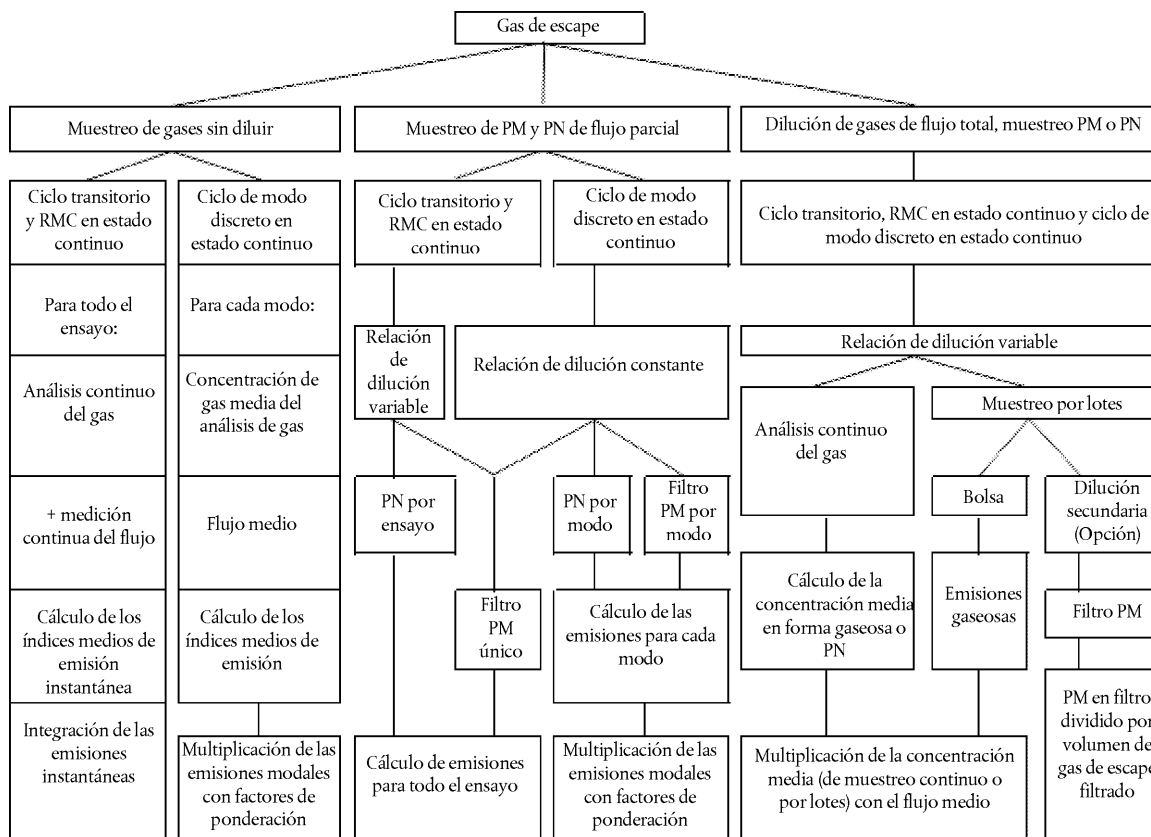 Gas de escape
Muestreo de gases sin diluir
Muestreo de PM y PN de flujo parcial
Dilución de gases de flujo total, muestreo PM o PN
Ciclo transitorio
y RMC en estado
continuo
Ciclo de modo
discreto en
estado continuo
Ciclo transitorio y
RMC en estado
continuo
Ciclo de modo
discreto en estado
continuo
Ciclo transitorio, RMC en estado continuo y ciclo de
modo discreto en estado continuo
Para todo el
ensayo:
Para cada modo:
Relación
de
dilución
variable
Relación de dilución constante
Relación de dilución variable
Análisis continuo
del gas
Concentración de
gas media del
análisis de gas
Análisis continuo
del gas
Muestreo por lotes
+ medición
continua del flujo
Flujo medio
PN por
ensayo
PN por
modo
Filtro
PM por
modo
Bolsa
Dilución
secundaria
(Opción)
Cálculo de los
índices medios de
emisión
instantánea
Cálculo de los
índices medios de
emisión
Filtro
PM
único
Cálculo de las
emisiones para cada
modo
Cálculo de la
concentración media
en forma gaseosa o
PN
Emisiones
gaseosas
Filtro PM
Integración de las
emisiones
instantáneas
Multiplicación de las
emisiones modales
con factores de
ponderación
Cálculo de emisiones
para todo el ensayo
Multiplicación de las
emisiones modales
con factores de
ponderación
Multiplicación de la concentración
media (de muestreo continuo o
por lotes) con el flujo medio
PM en filtro
dividido por
volumen de
gas de escape
filtrado